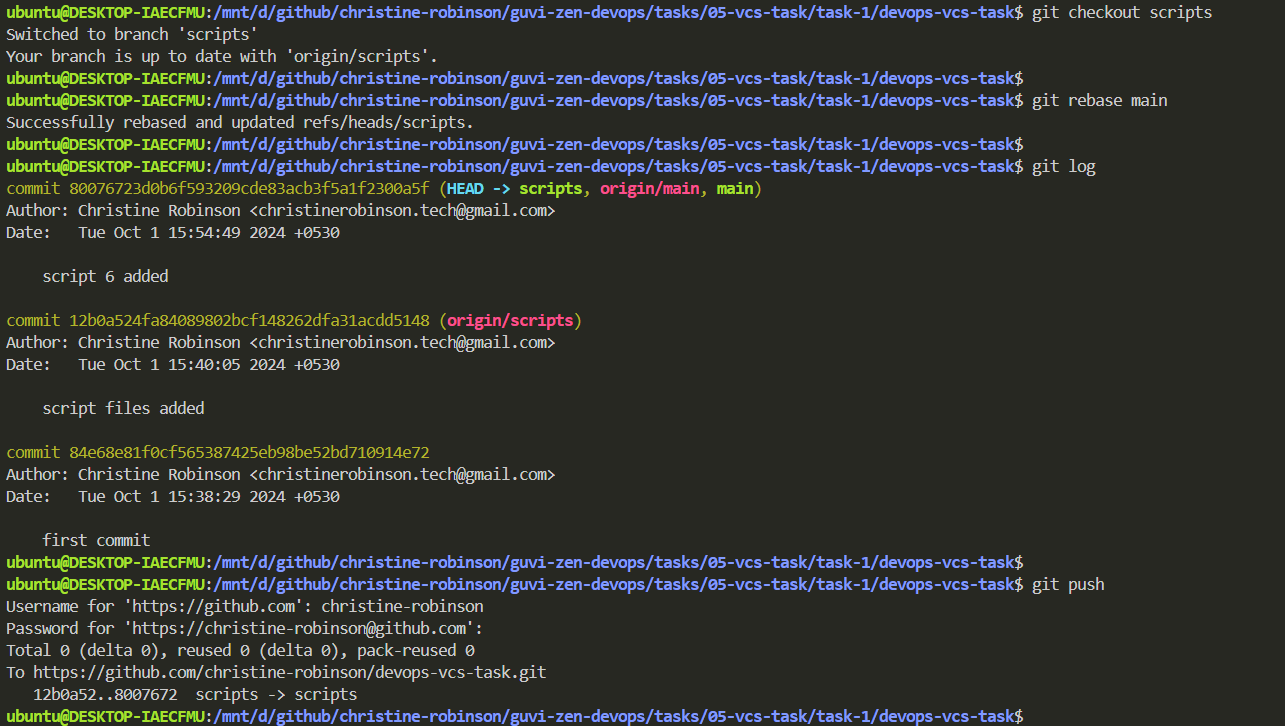 ubuntu@DESKTOP-IAECFMU:/mnt/d/github/christine-robinson/guvi-zen-devops/tasks/05-vcs-task/task-1/devops-vcs-task$ git checkout scripts
Switched to branch 'scripts'
Your branch is up to date with 'origin/scripts'.
ubuntu@DESKTOP-IAECFMU:/mnt/d/github/christine-robinson/guvi-zen-devops/tasks/05-vcs-task/task-1/devops-vcs-task$
ubuntu@DESKTOP-IAECFMU:/mnt/d/github/christine-robinson/guvi-zen-devops/tasks/05-vcs-task/task-1/devops-vcs-task$ git rebase main
Successfully rebased and updated refs/heads/scripts.
ubuntu@DESKTOP-IAECFMU:/mnt/d/github/christine-robinson/guvi-zen-devops/tasks/05-vcs-task/task-1/devops-vcs-task$
ubuntu@DESKTOP-IAECFMU:/mnt/d/github/christine-robinson/guvi-zen-devops/tasks/05-vcs-task/task-1/devops-vcs-task$ git log
commit 80076723d0b6f593209cde83acb3f5a1f2300a5f (HEAD -> scripts, origin/main, main)
Author: Christine Robinson <christinerobinson.tech@gmail.com>
Date:   Tue Oct 1 15:54:49 2024 +0530
    script 6 added
commit 12b0a524fa84089802bcf148262dfa31acdd5148 (origin/scripts)
Author: Christine Robinson <christinerobinson.tech@gmail.com>
Date:   Tue Oct 1 15:40:05 2024 +0530
    script files added
commit 84e68e81f0cf565387425eb98be52bd710914e72
Author: Christine Robinson <christinerobinson.tech@gmail.com>
Date:   Tue Oct 1 15:38:29 2024 +0530
    first commit
ubuntu@DESKTOP-IAECFMU:/mnt/d/github/christine-robinson/guvi-zen-devops/tasks/05-vcs-task/task-1/devops-vcs-task$
ubuntu@DESKTOP-IAECFMU:/mnt/d/github/christine-robinson/guvi-zen-devops/tasks/05-vcs-task/task-1/devops-vcs-task$ git push
Username for 'https://github.com': christine-robinson
Password for 'https://christine-robinson@github.com':
Total 0 (delta 0), reused 0 (delta 0), pack-reused 0
To https://github.com/christine-robinson/devops-vcs-task.git
   12b0a52..8007672  scripts -> scripts
ubuntu@DESKTOP-IAECFMU:/mnt/d/github/christine-robinson/guvi-zen-devops/tasks/05-vcs-task/task-1/devops-vcs-task$